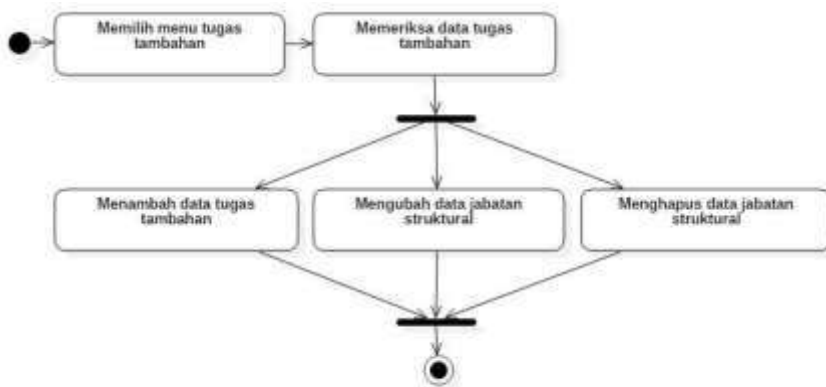 Memilih menu tugas
tambahan
Memeriksa data tugas
tambahan
Menambah data tugas
tambahan
Mengubah data jabatan
struktural
Menghapus data jabatan
struktural